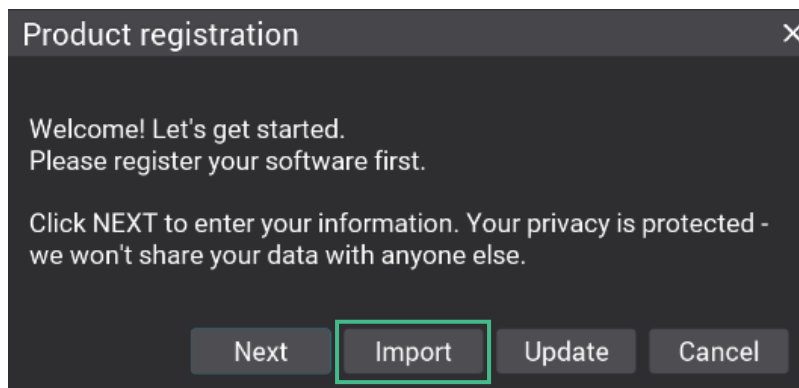 Product registration
Welcome! Let's get started.
Please register your software first.
Click NEXT to enter your information. Your privacy is protected -
we won't share your data with anyone else.
Next Import Update Cancel